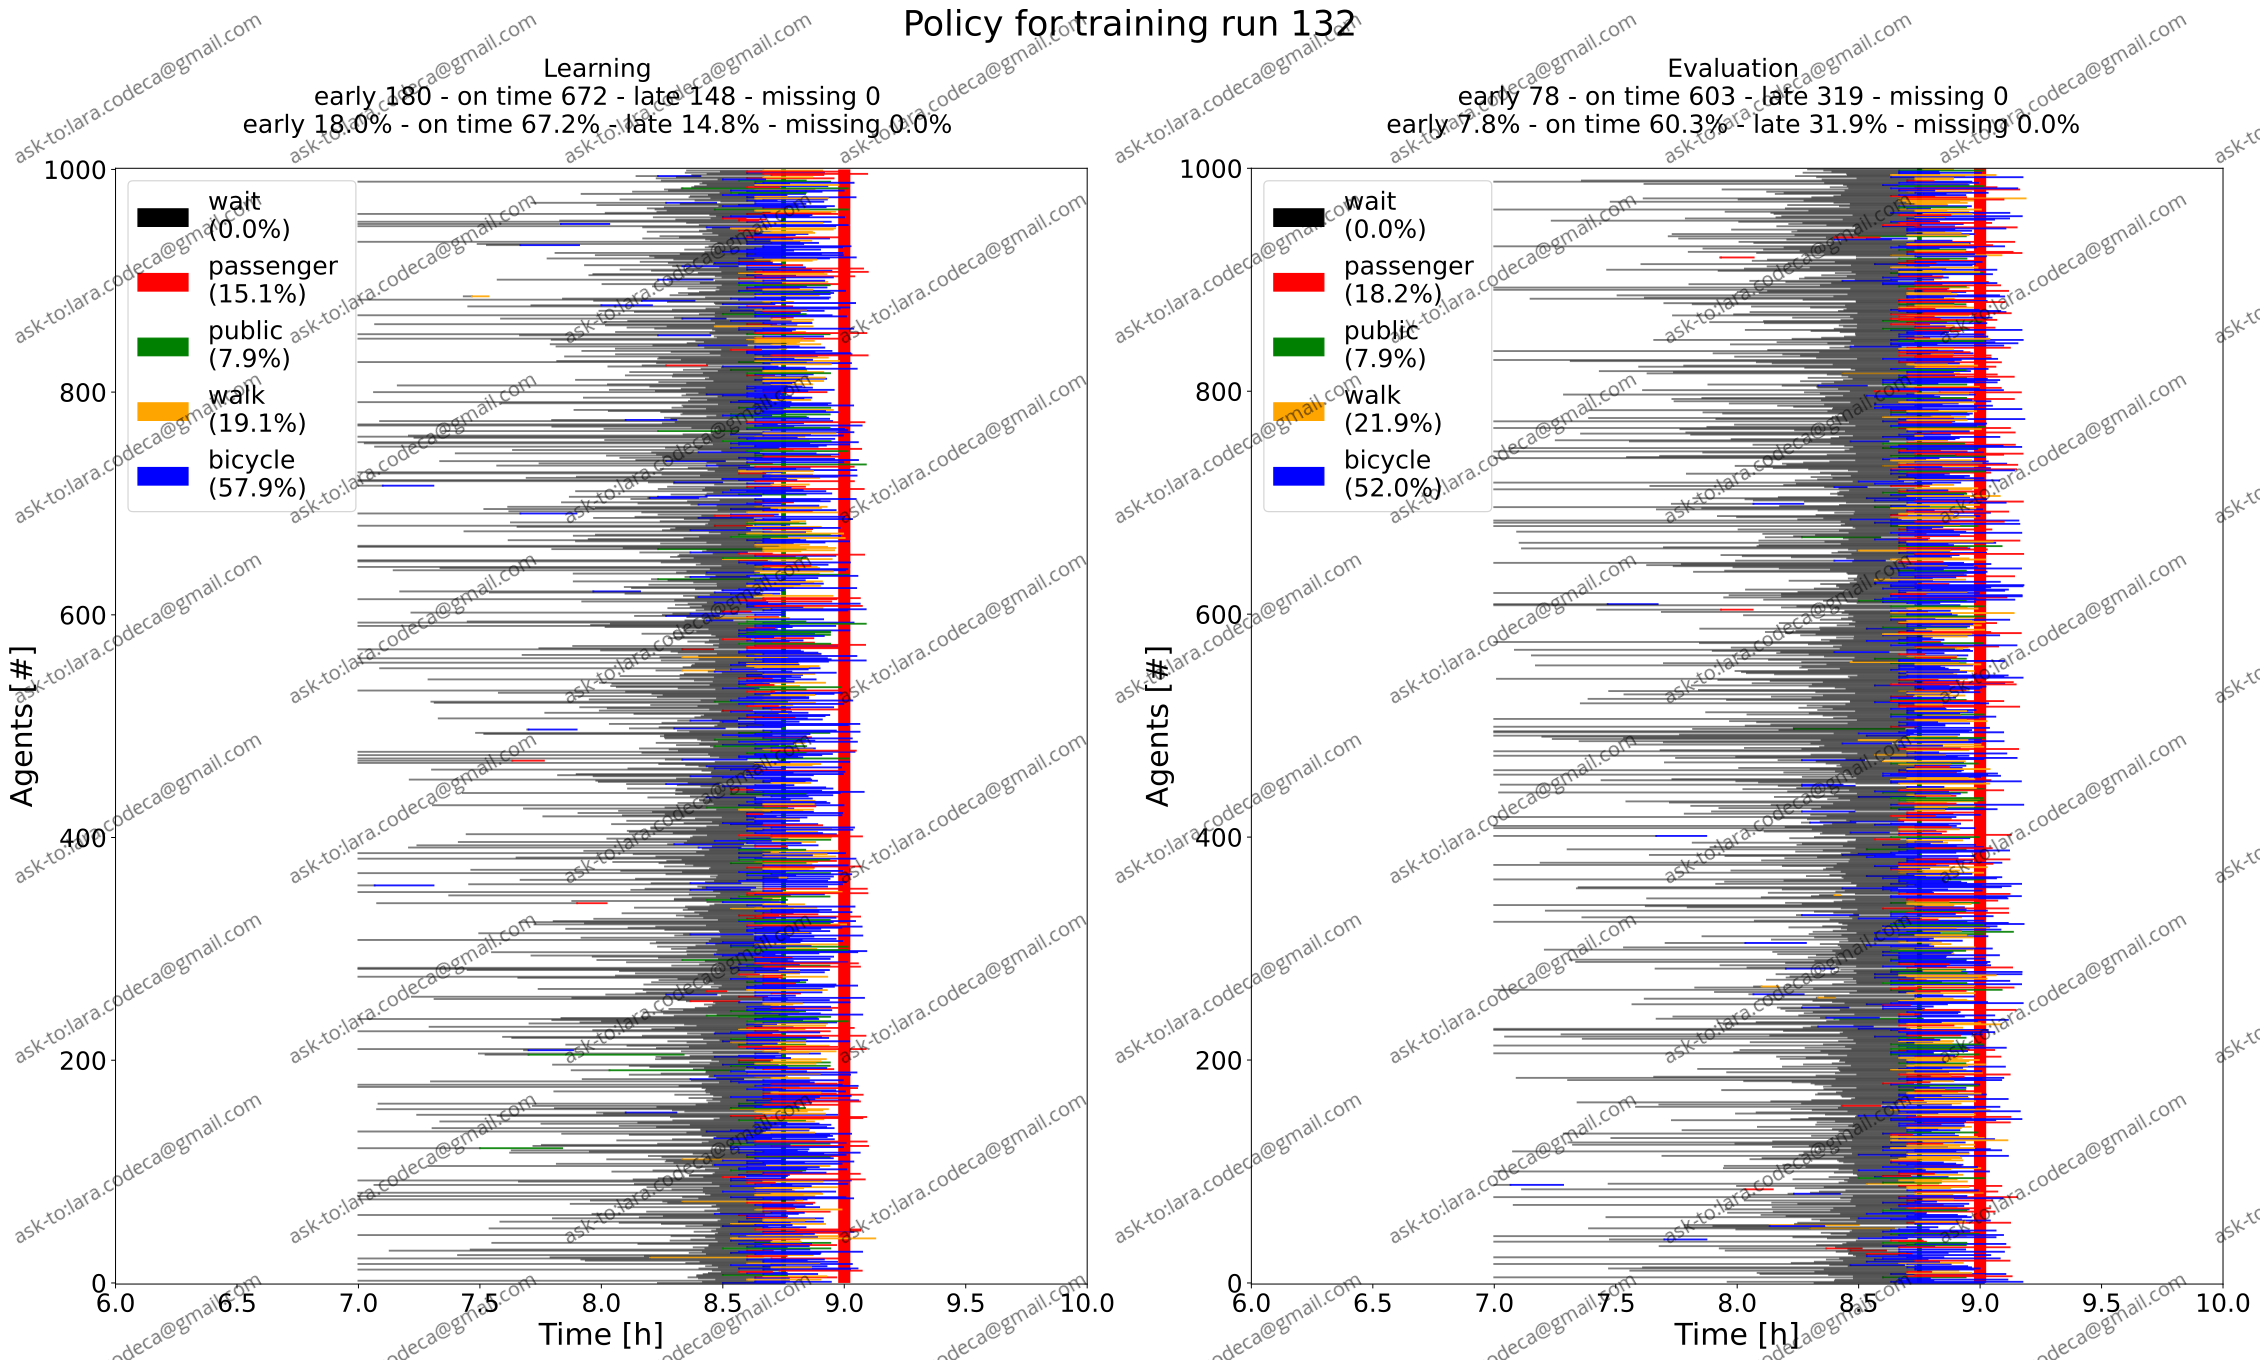 Policy for training run 132
Learning
early 180 - on time 672 - late 148 - missing 0
early 18.0% - on time 67.2% - late 14.8% - missing 0.0%
1000
800
600
400
200
0
Agents [#]
wait
(0.0%)
passenger
(15.1%)
public
(7.9%)
walk
(19.1%)
bicycle
(57.9%)
6.0 6.5 7.0 7.5 8.0 8.5 9.0 9.5 10.0
Time [h]
Evaluation
early 78 - on time 603 - late 319 - missing 0
early 7.8% - on time 60.3% - late 31.9% - missing 0.0%
1000
800
600
400
200
0
Agents [#]
wait
(0.0%)
passenger
(18.2%)
public
(7.9%)
walk
(21.9%)
bicycle
(52.0%)
6.0 6.5 7.0 7.5 8.0 8.5 9.0 9.5 10.0
Time [h]
ask-to:lara.codeca@gmail.com